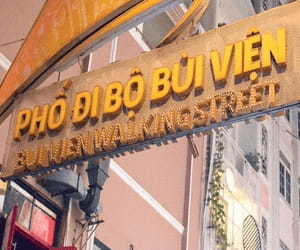 PHỐ ĐI BỘ BÙI VIỆN
BUI VIEN WALKING STREET